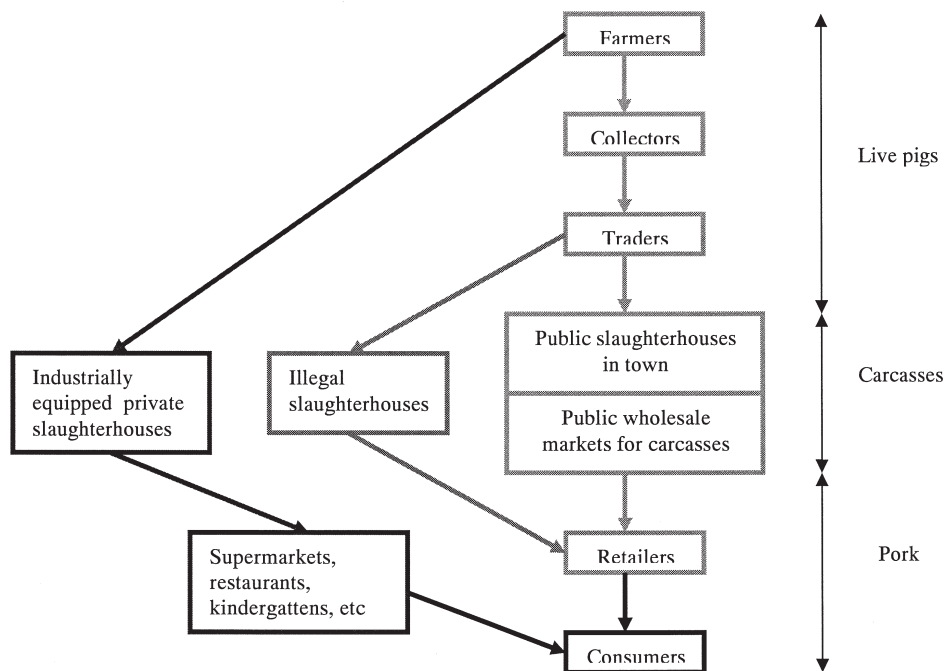 Farmers
Collectors
Live pigs
Traders
Public slaughterhouses
in town
Industrially
equipped private
slaughterhouses
Illegal
slaughterhouses
Carcasses
Public wholesale
markets for carcasses
Supermarkets,
restaurants,
kindergattens, etc
Retailers
Pork
Consumers